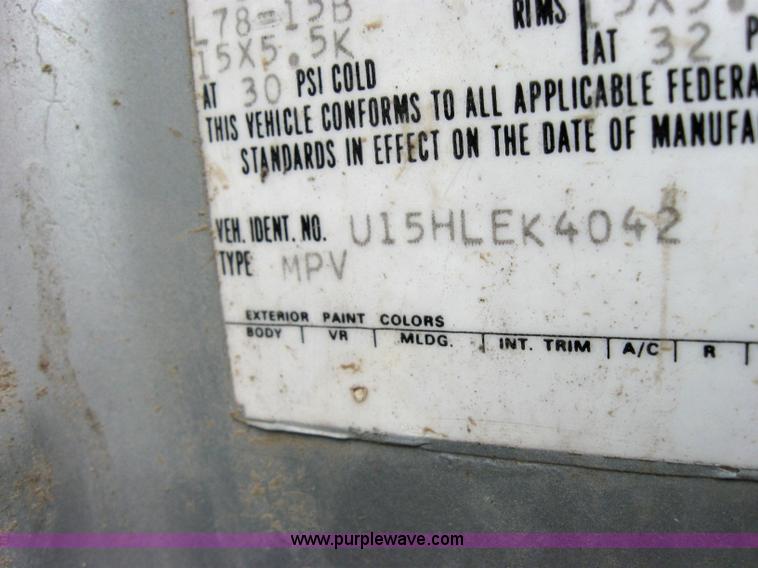 L78-15B
RIMS 15X5.
15X5.5K
AT 32 P
AT 30 PSI COLD
THIS VEHICLE CONFORMS TO ALL APPLICABLE FEDERA
STANDARDS IN EFFECT ON THE DATE OF MANUFA
VEH. IDENT. NO. U15HLEK4042
TYPE MPV
EXTERIOR PAINT COLORS
BODY VR MLDG. INT. TRIM A/C R
www.purplewave.com